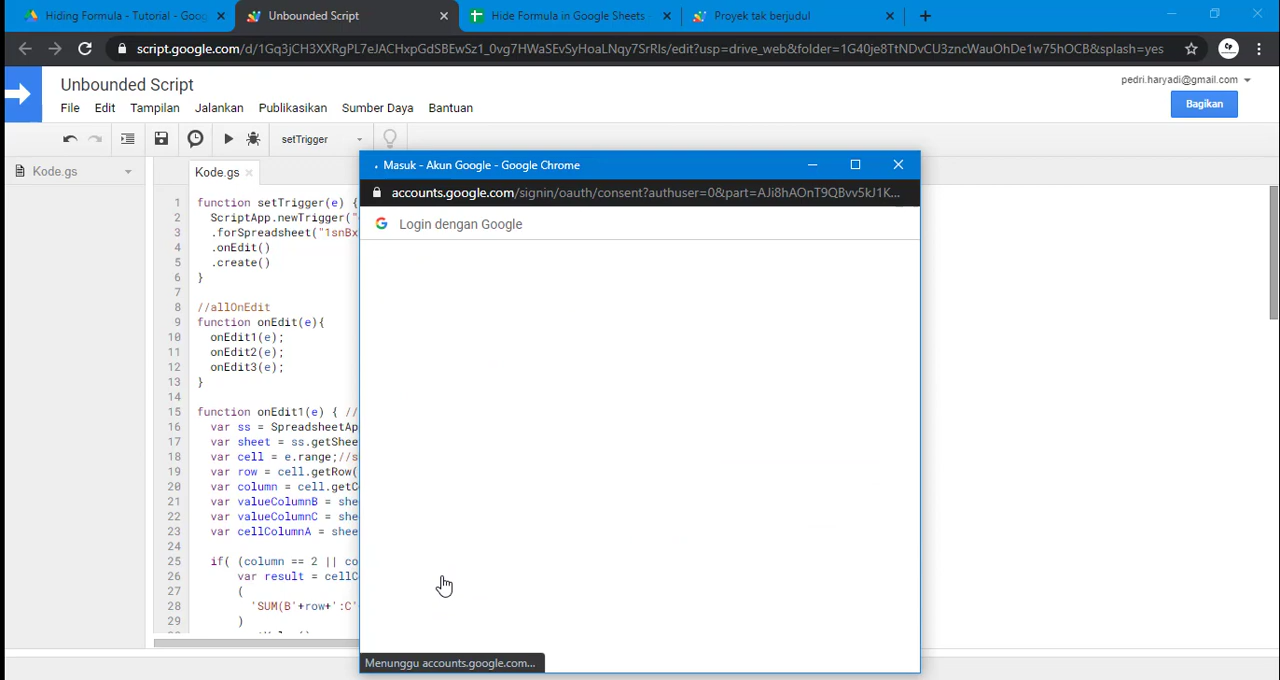 Hiding Formula - Tutorial - Goog
Unbounded Script
Hide Formula in Google Sheets -
Proyek tak berjudul
script.google.com/d/1Gq3jCH3XXRgPL7eJACHxpGdSBEwSz1_0vg7HWaSEvSyHoaLNqy7SrRIs/edit?usp=drive_web&folder=1G40je8TtNDvCU3zncWauOhDe1w75hOCB&splash=yes
Unbounded Script
pedri.haryadi@gmail.com
File Edit Tampilan Jalankan Publikasikan Sumber Daya Bantuan
Bagikan
setTrigger
Kode.gs
Kode.gs
1 function setTrigger(e) {
2 ScriptApp.newTrigger("
3 .forSpreadsheet("1snBx
4 .onEdit()
5 .create()
6 }
7
8 //allOnEdit
9 function onEdit(e){
10 onEdit1(e);
11 onEdit2(e);
12 onEdit3(e);
13 }
14
15 function onEdit1(e) { //
16 var ss = SpreadsheetAp
17 var sheet = ss.getShee
18 var cell = e.range;//s
19 var row = cell.getRow(
20 var column = cell.getC
21 var valueColumnB = she
22 var valueColumnC = she
23 var cellColumnA = shee
24
25 if( (column == 2 || co
26 var result = cellC
27 (
28 'SUM(B'+row+':C'
29 )
Masuk - Akun Google - Google Chrome
accounts.google.com/signin/oauth/consent?authuser=0&part=AJi8hAOnT9QBvv5kJ1K...
Login dengan Google
Menunggu accounts.google.com...